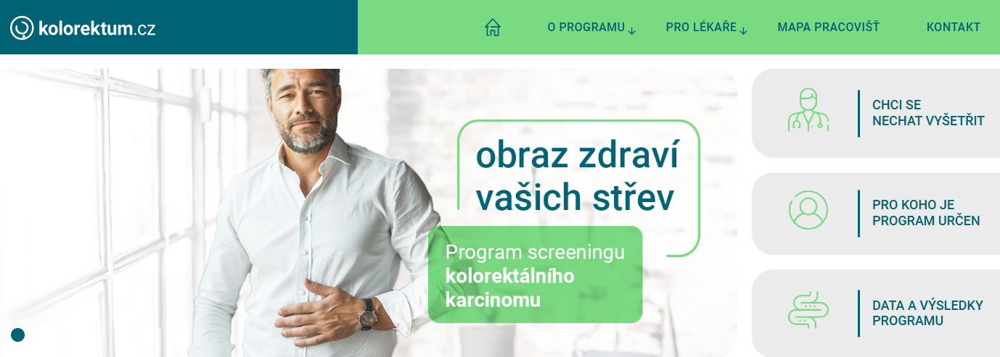 kolorektum.cz
O PROGRAMU
PRO LÉKAŘE
MAPA PRACOVIŠŤ
KONTAKT
obraz zdraví
vašich střev
Program screeningu
kolorektálního
karcinomu
CHCI SE
NECHAT VYŠETŘIT
PRO KOHO JE
PROGRAM URČEN
DATA A VÝSLEDKY
PROGRAMU